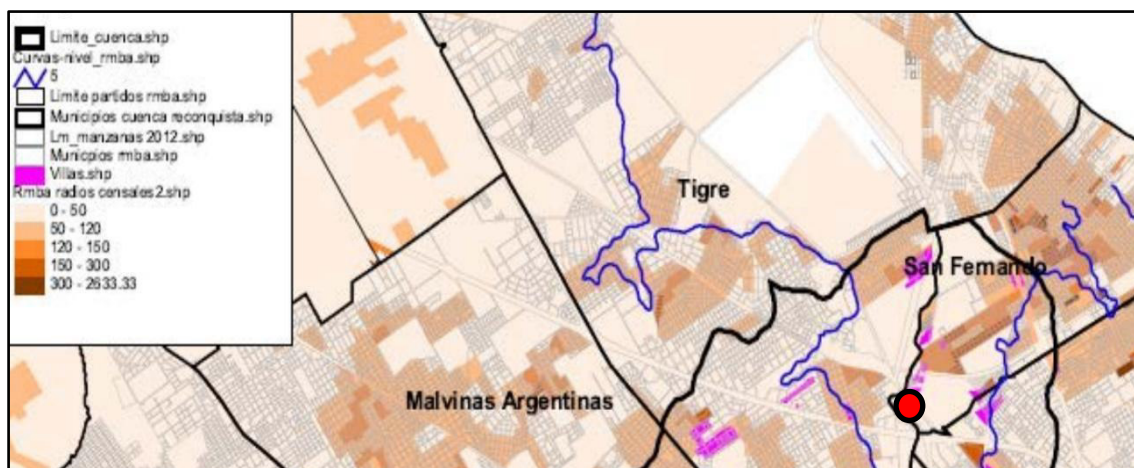 Limite_cuenca.shp
Curvas-nivel_rmba.shp
5
Limite partidos rmba.shp
Municipios cuenca reconquista.shp
Lm_manzanas 2012.shp
Municpios rmba.shp
Villas.shp
Rmba radios censales2.shp
0 - 50
50 - 120
120 - 150
150 - 300
300 - 2633.33
Tigre
San Fernando
Malvinas Argentinas